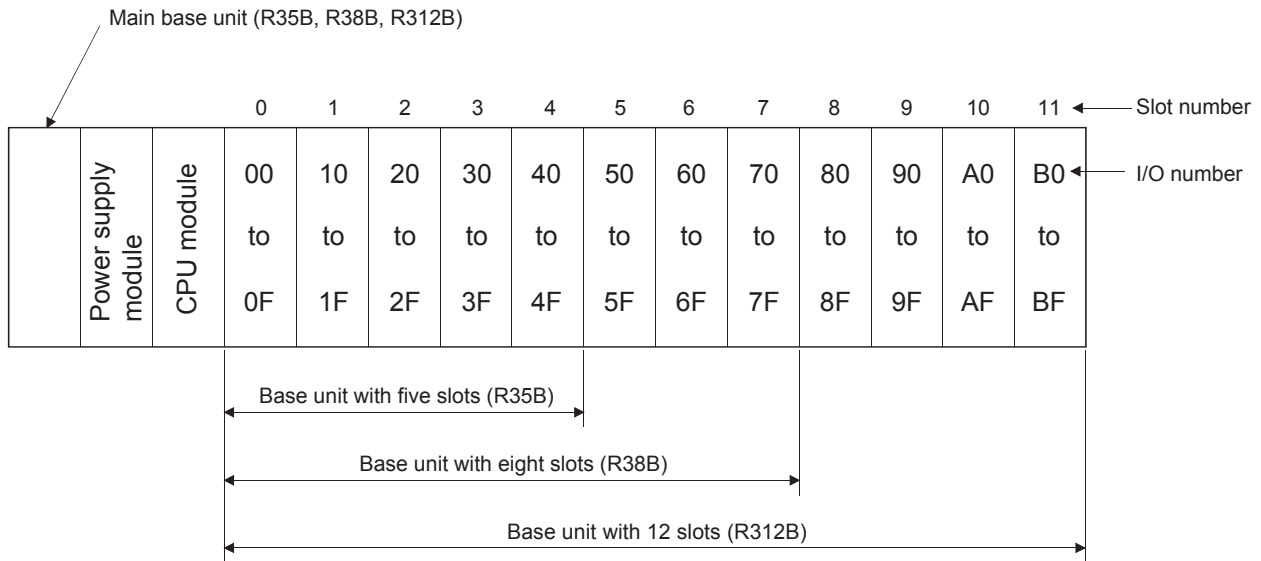 Main base unit (R35B, R38B, R312B)
0 1 2 3 4 5 6 7 8 9 10 11 Slot number
Power supply
module
CPU module
00 10 20 30 40 50 60 70 80 90 A0 B0 I/O number
to to to to to to to to to to to to
0F 1F 2F 3F 4F 5F 6F 7F 8F 9F AF BF
Base unit with five slots (R35B)
Base unit with eight slots (R38B)
Base unit with 12 slots (R312B)